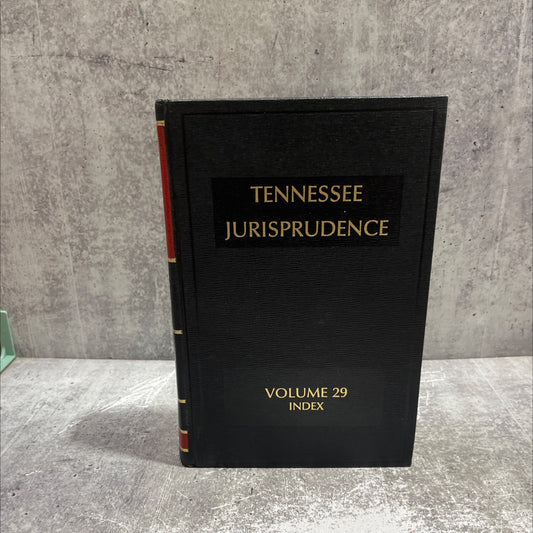 TENNESSEE
JURISPRUDENCE
VOLUME 29
INDEX